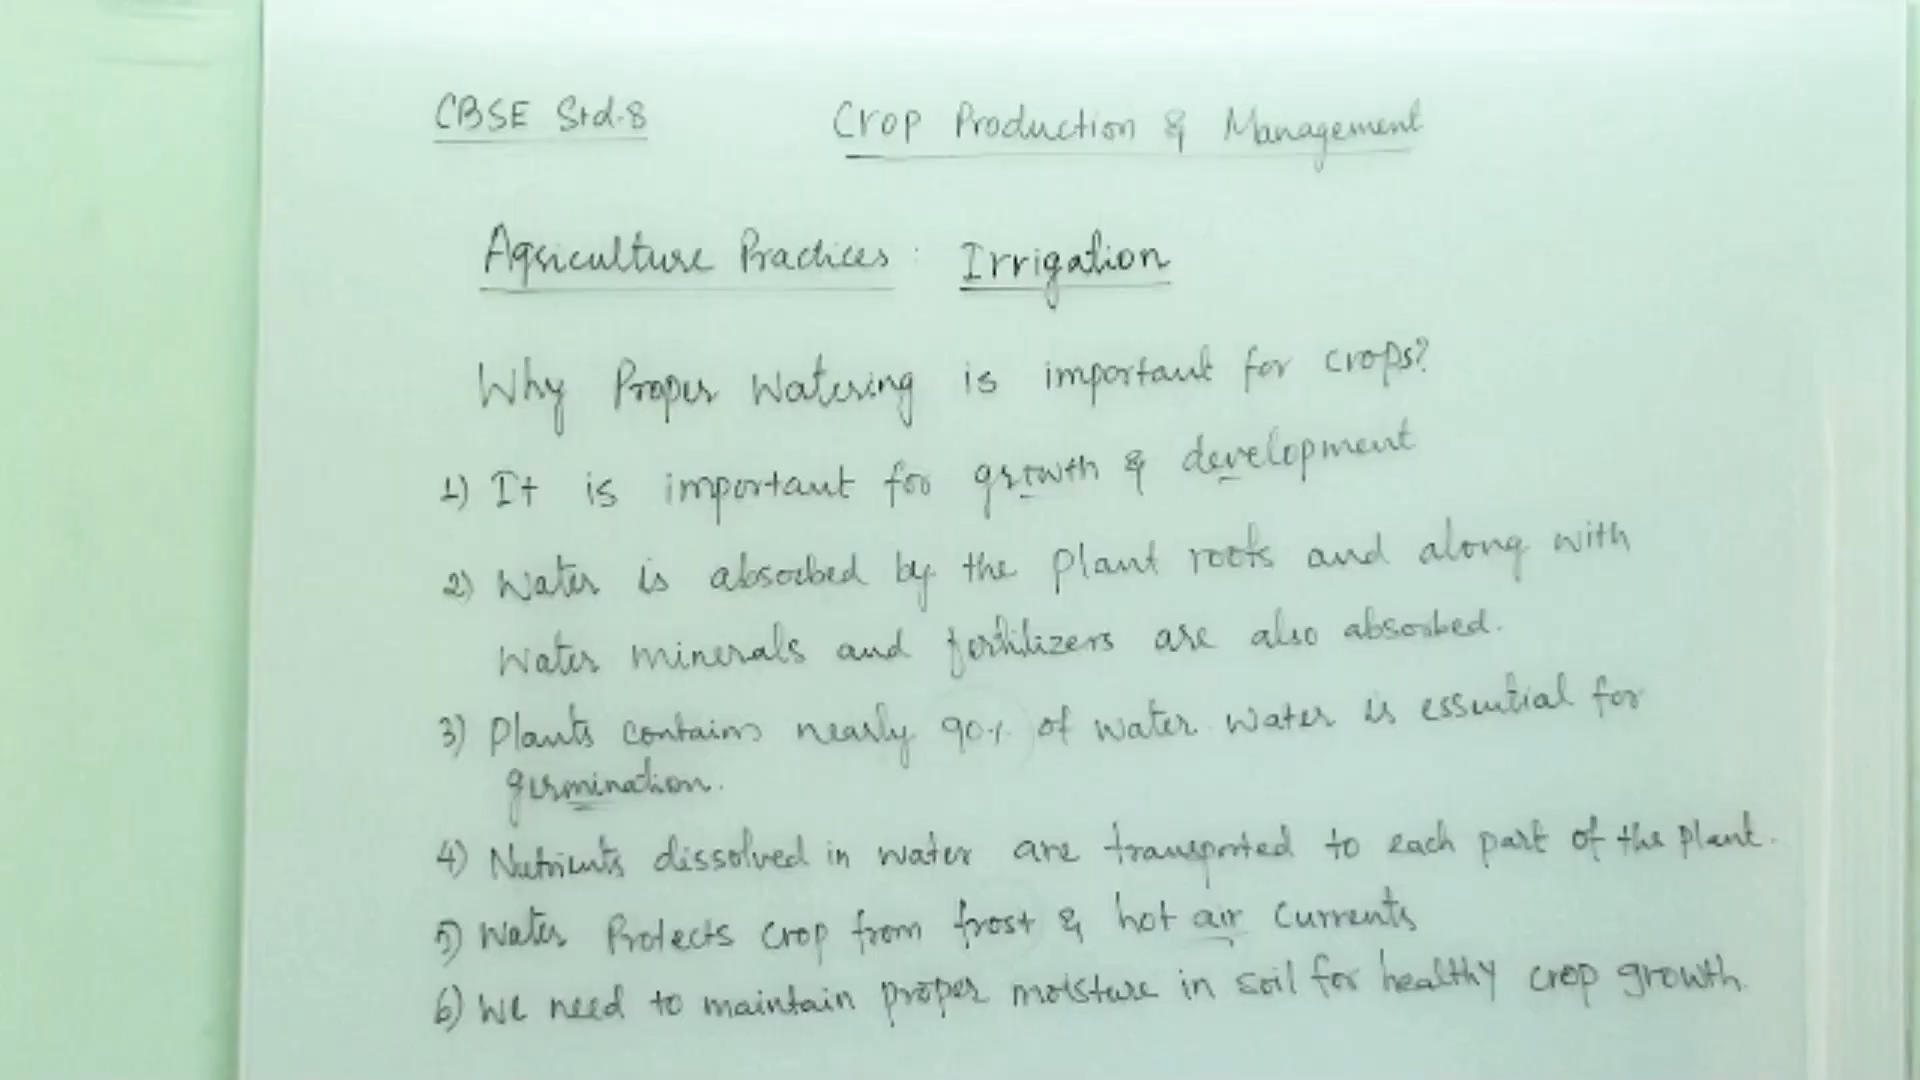 CBSE Std.8
Crop Production & Management
Agriculture Practices : Irrigation
Why Proper Watering is important for crops?
1) It is important for growth & development
2) Water is absorbed by the plant roots and along with
water minerals and fertilizers are also absorbed.
3) Plants contains nearly 90% of water. Water is essential for
germination.
4) Nutrients dissolved in water are transported to each part of the plant.
5) Water Protects crop from frost & hot air currents
6) We need to maintain proper moisture in soil for healthy crop growth.